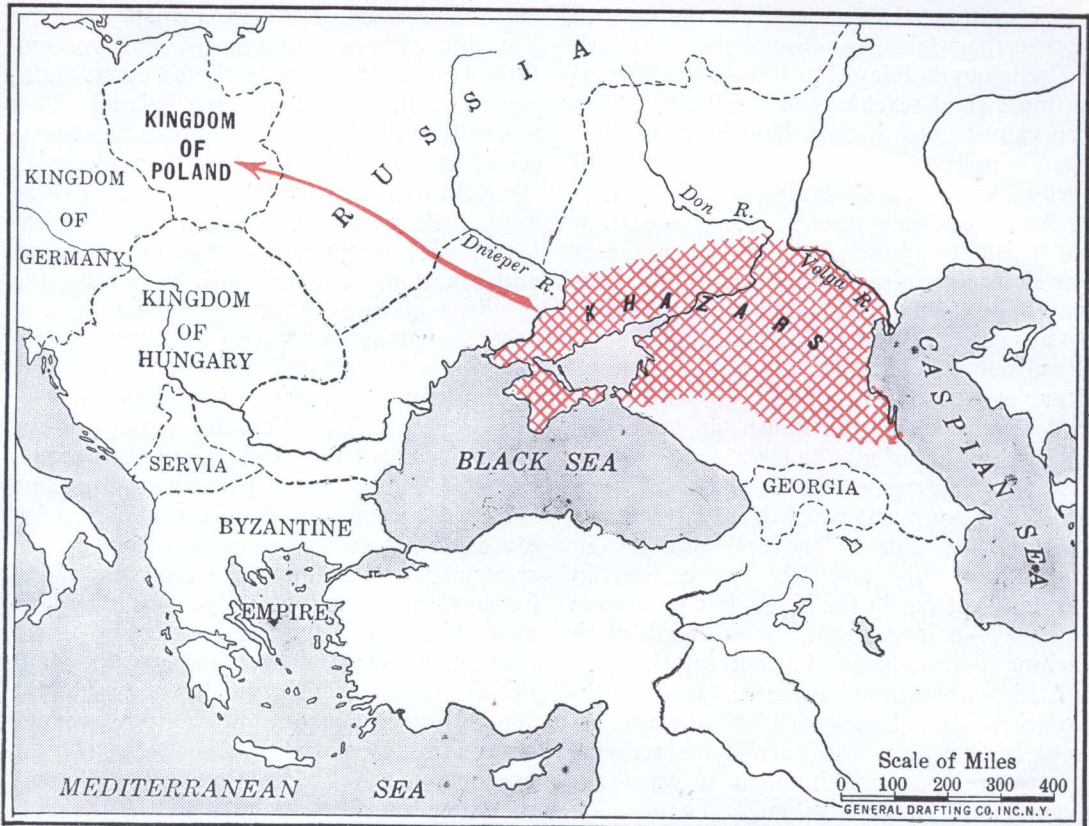 RUSSIA
KINGDOM
OF
POLAND
KINGDOM
OF
GERMANY
Don R.
Dnieper R.
Volga R.
KHAZARS
KINGDOM
OF
HUNGARY
CASPIAN SEA
SERVIA
BLACK SEA
GEORGIA
BYZANTINE
EMPIRE
MEDITERRANEAN SEA
Scale of Miles
0 100 200 300 400
GENERAL DRAFTING CO. INC. N.Y.